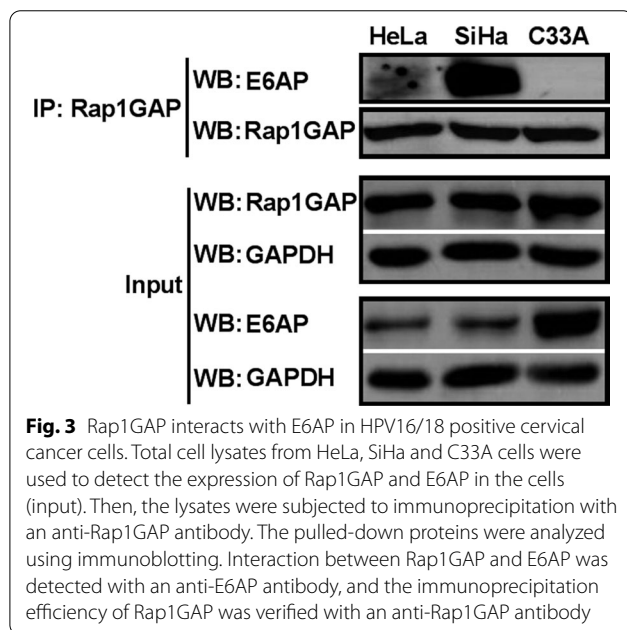 HeLa SiHa C33A
IP: Rap1GAP
WB: E6AP
WB: Rap1GAP
Input
WB: Rap1GAP
WB: GAPDH
WB: E6AP
WB: GAPDH
Fig. 3 Rap1GAP interacts with E6AP in HPV16/18 positive cervical
cancer cells. Total cell lysates from HeLa, SiHa and C33A cells were
used to detect the expression of Rap1GAP and E6AP in the cells
(input). Then, the lysates were subjected to immunoprecipitation with
an anti-Rap1GAP antibody. The pulled-down proteins were analyzed
using immunoblotting. Interaction between Rap1GAP and E6AP was
detected with an anti-E6AP antibody, and the immunoprecipitation
efficiency of Rap1GAP was verified with an anti-Rap1GAP antibody